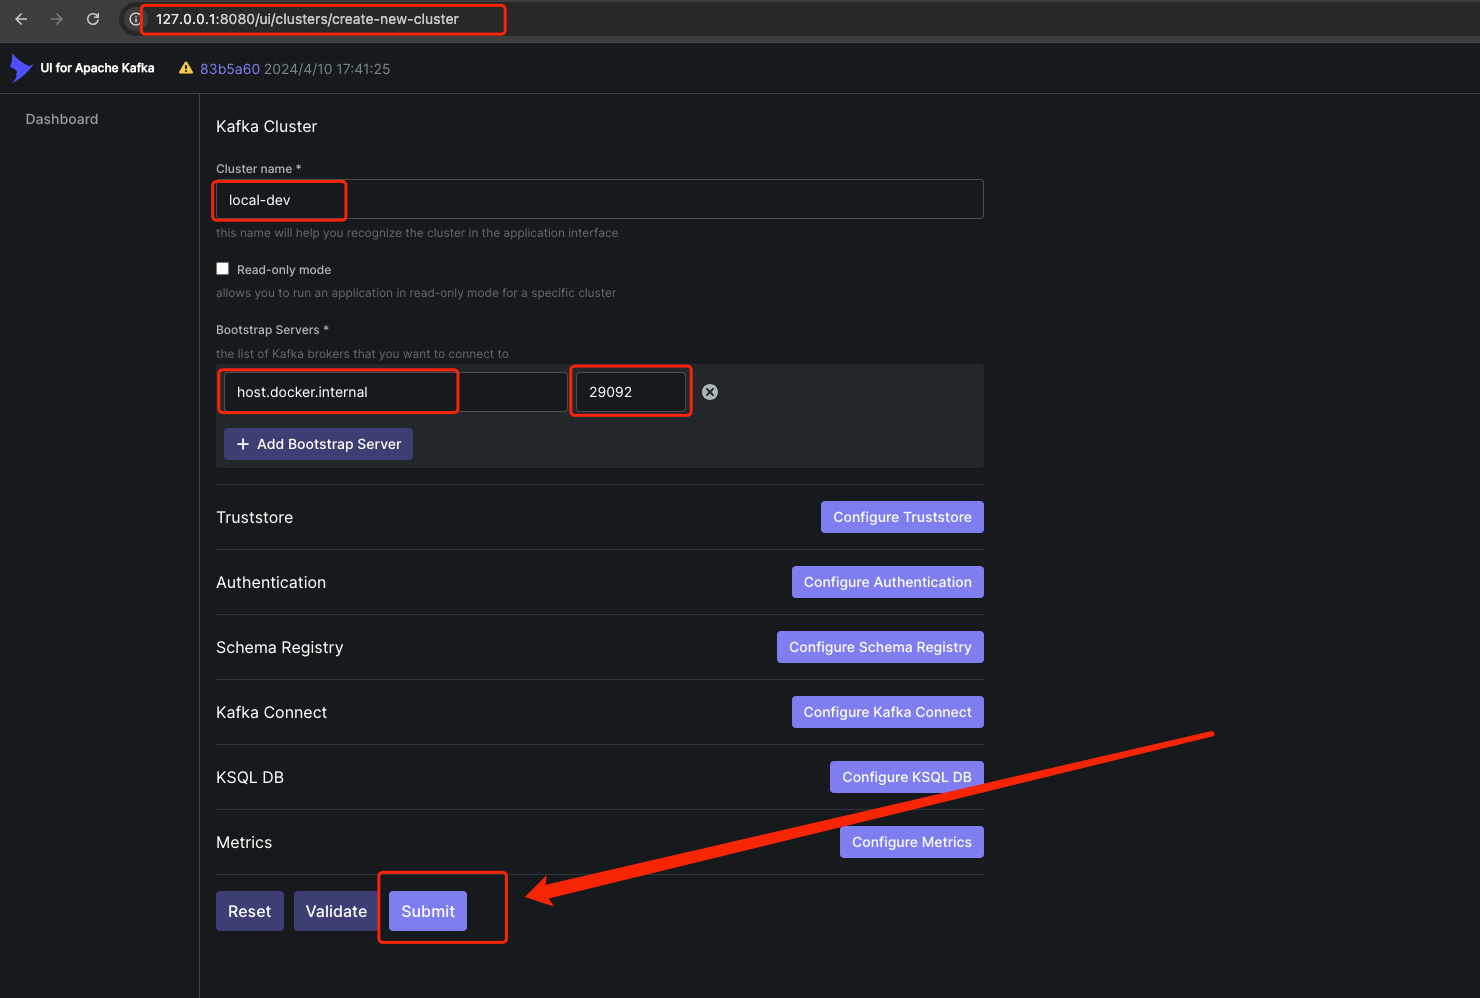 127.0.0.1:8080/ui/clusters/create-new-cluster
UI for Apache Kafka 83b5a60 2024/4/10 17:41:25
Dashboard
Kafka Cluster
Cluster name *
local-dev
this name will help you recognize the cluster in the application interface
Read-only mode
allows you to run an application in read-only mode for a specific cluster
Bootstrap Servers *
the list of Kafka brokers that you want to connect to
host.docker.internal 29092
Add Bootstrap Server
Truststore Configure Truststore
Authentication Configure Authentication
Schema Registry Configure Schema Registry
Kafka Connect Configure Kafka Connect
KSQL DB Configure KSQL DB
Metrics Configure Metrics
Reset Validate Submit